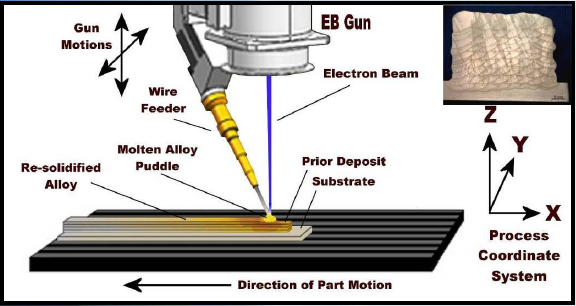 EB Gun
Gun
Motions
Electron Beam
Wire
Feeder
Molten Alloy
Puddle
Re-solidified
Alloy
Prior Deposit
Substrate
Z
Y
X
Process
Coordinate
System
Direction of Part Motion